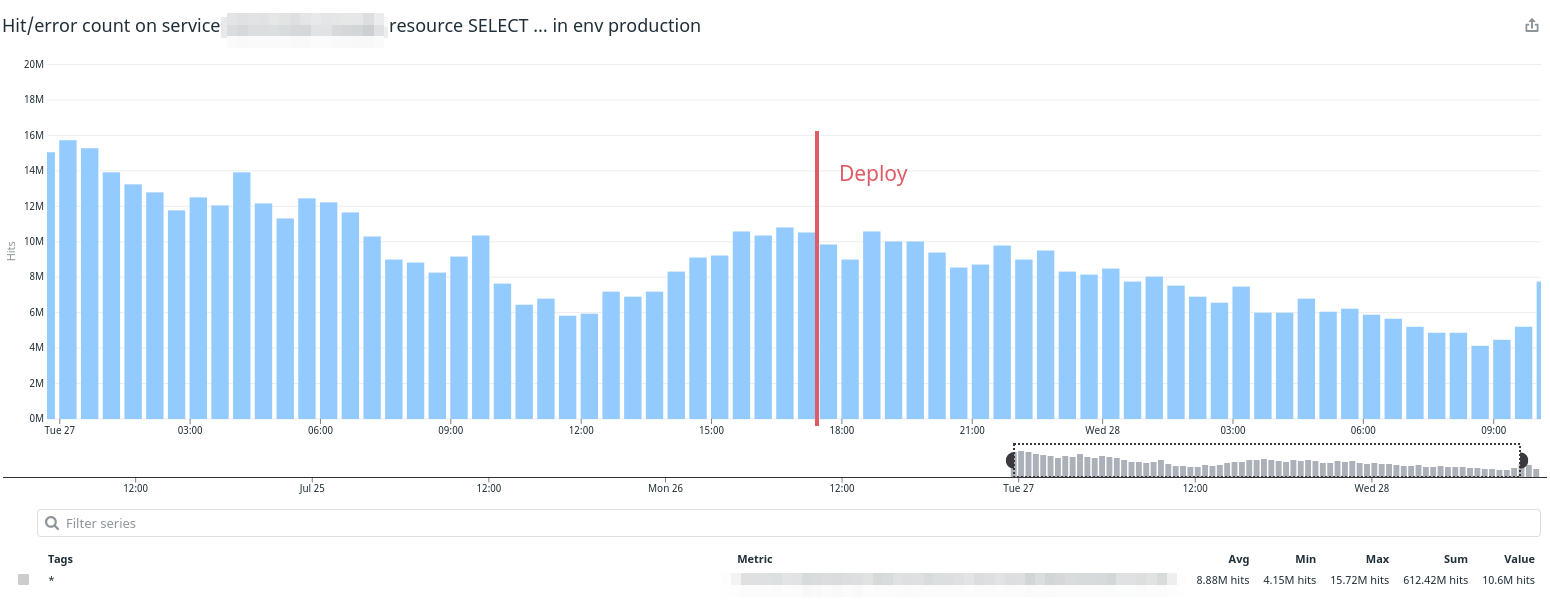 Hit/error count on service resource SELECT ... in env production
20M
18M
16M
14M
12M
10M
8M
6M
4M
2M
0M
Hits
Deploy
Tue 27 03:00 06:00 09:00 12:00 15:00 18:00 21:00 Wed 28 03:00 06:00 09:00
12:00 Jul 25 12:00 Mon 26 12:00 Tue 27 12:00 Wed 28
Filter series
Tags Metric Avg Min Max Sum Value
* 8.88M hits 4.15M hits 15.72M hits 612.42M hits 10.6M hits